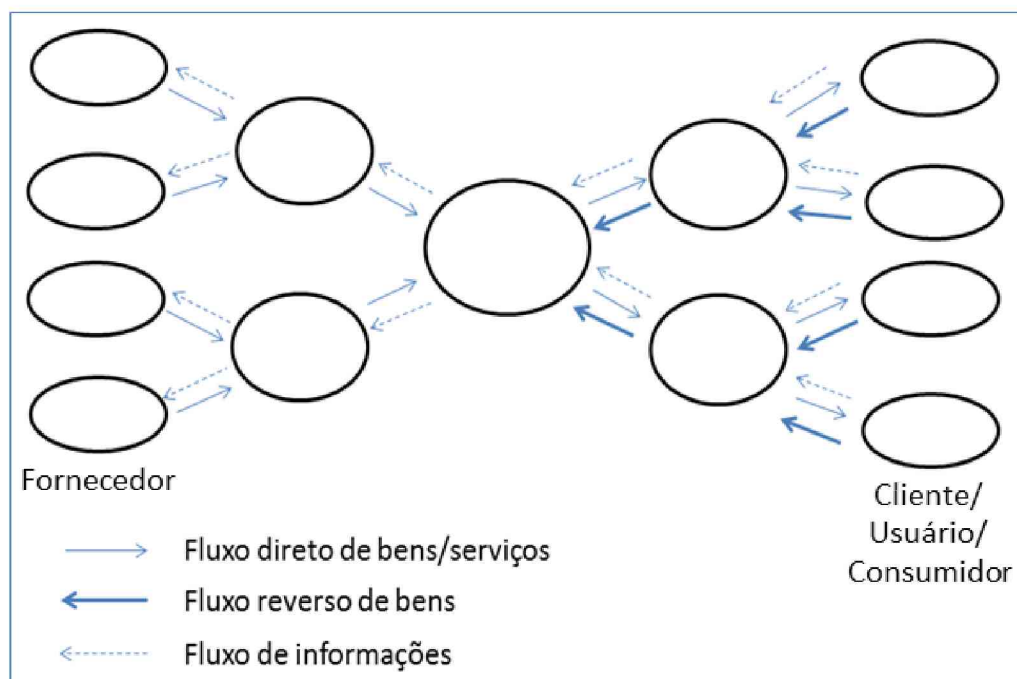 Fornecedor
Cliente/
Usuário/
Consumidor
Fluxo direto de bens/serviços
Fluxo reverso de bens
Fluxo de informações